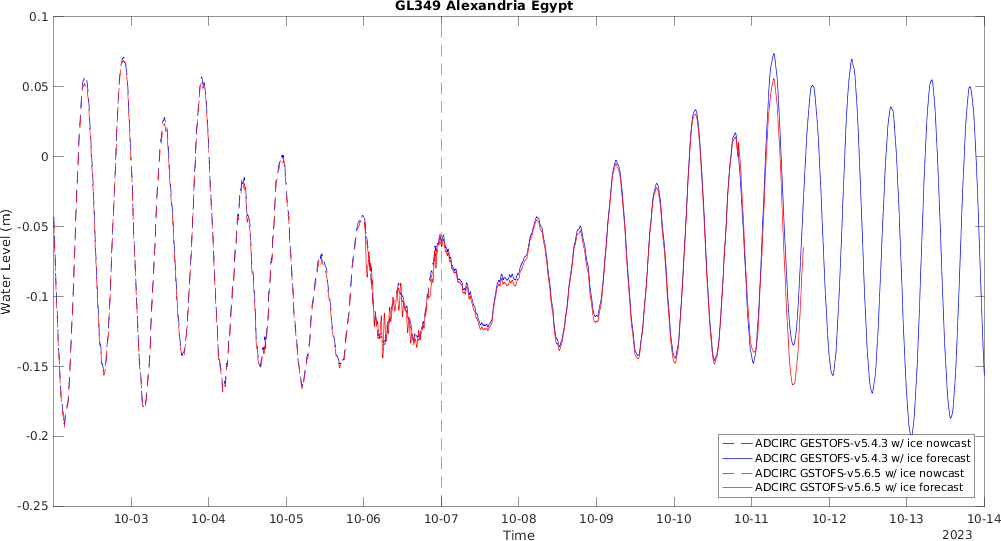 GL349 Alexandria Egypt
0.1
0.05
0
-0.05
-0.1
-0.15
-0.2
-0.25
Water Level (m)
ADCIRC GESTOFS-v5.4.3 w/ ice nowcast
ADCIRC GESTOFS-v5.4.3 w/ ice forecast
ADCIRC GSTOFS-v5.6.5 w/ ice nowcast
ADCIRC GSTOFS-v5.6.5 w/ ice forecast
10-03 10-04 10-05 10-06 10-07 10-08 10-09 10-10 10-11 10-12 10-13 10-14
Time
2023